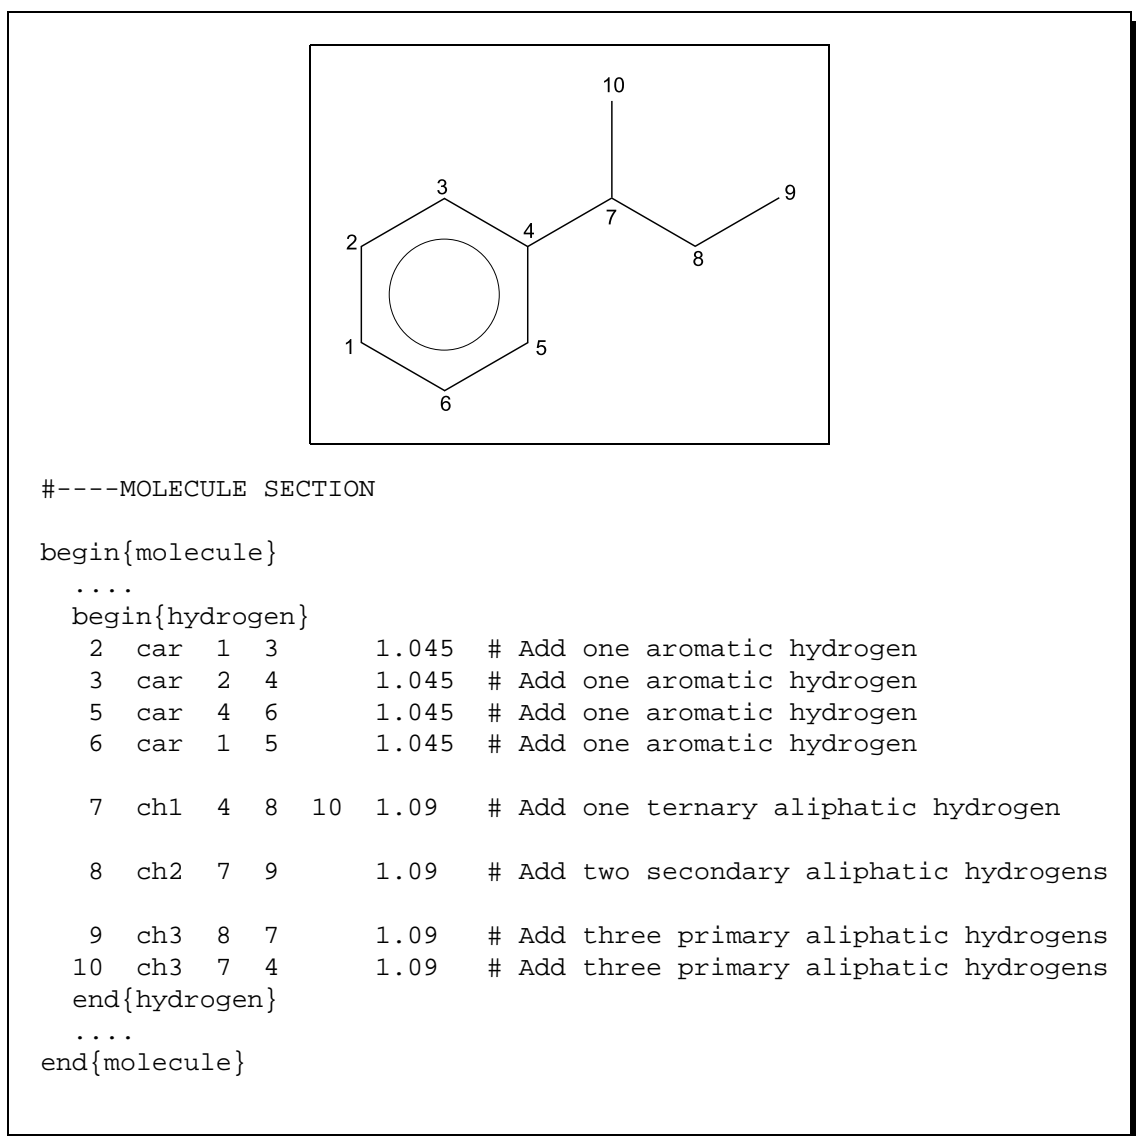 10
3
9
4
7
2
8
1
5
6
#----MOLECULE SECTION
begin{molecule}
....
begin{hydrogen}
2 car 1 3 1.045 # Add one aromatic hydrogen
3 car 2 4 1.045 # Add one aromatic hydrogen
5 car 4 6 1.045 # Add one aromatic hydrogen
6 car 1 5 1.045 # Add one aromatic hydrogen
7 ch1 4 8 10 1.09 # Add one ternary aliphatic hydrogen
8 ch2 7 9 1.09 # Add two secondary aliphatic hydrogens
9 ch3 8 7 1.09 # Add three primary aliphatic hydrogens
10 ch3 7 4 1.09 # Add three primary aliphatic hydrogens
end{hydrogen}
....
end{molecule}